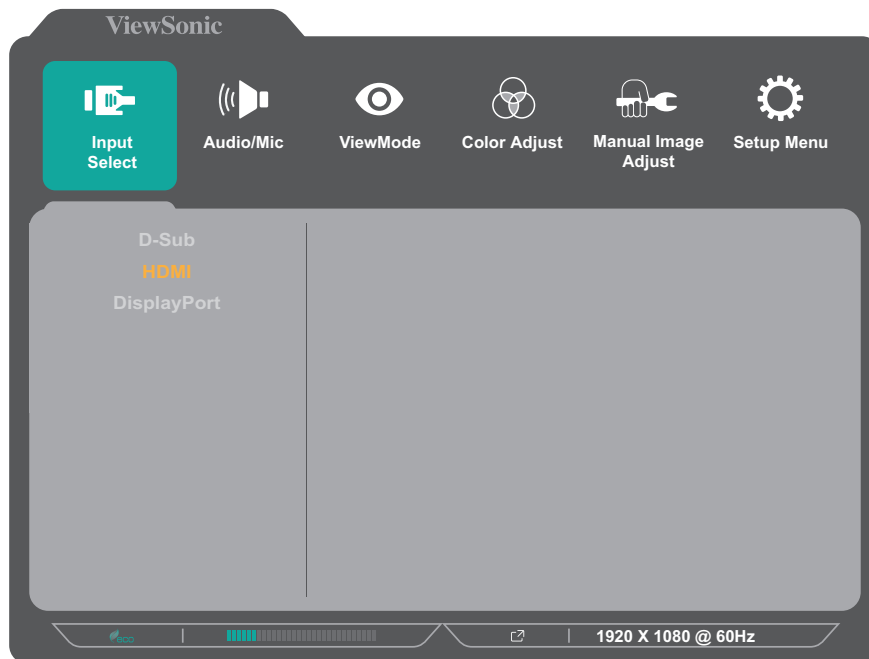 ViewSonic
Input
Select
Audio/Mic
ViewMode
Color Adjust
Manual Image
Adjust
Setup Menu
D-Sub
HDMI
DisplayPort
eco
1920 X 1080 @ 60Hz